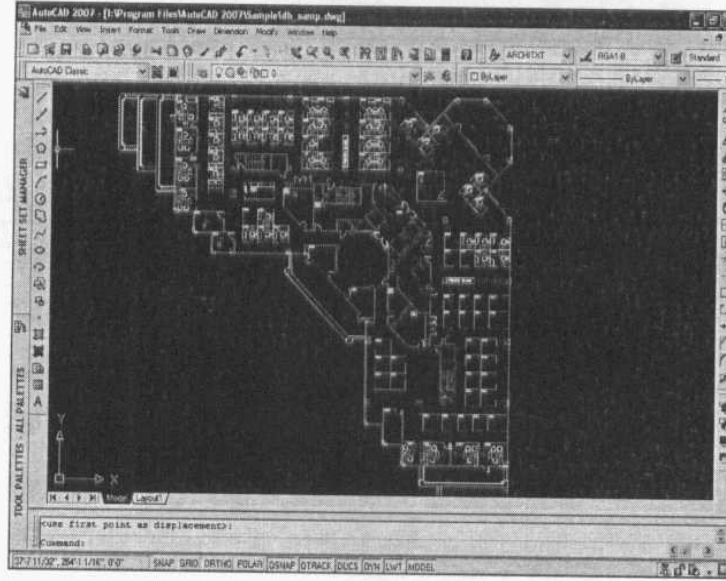 AutoCAD 2007 - [I:\Program Files\AutoCAD 2007\Sample\db_samp.dwg]
File Edit View Insert Format Tools Draw Dimension Modify Window Help
ARCHITXT
Standard
AutoCAD Classic
0
ByLayer
ByLayer
SHEET SET MANAGER
TOOL PALETTES - ALL PALETTES
A
Y
X
Model Layout1
<use first point as displacement>:
Command:
SNAP GRID ORTHO POLAR OSNAP OTRACK DUCS DYN LWT MODEL